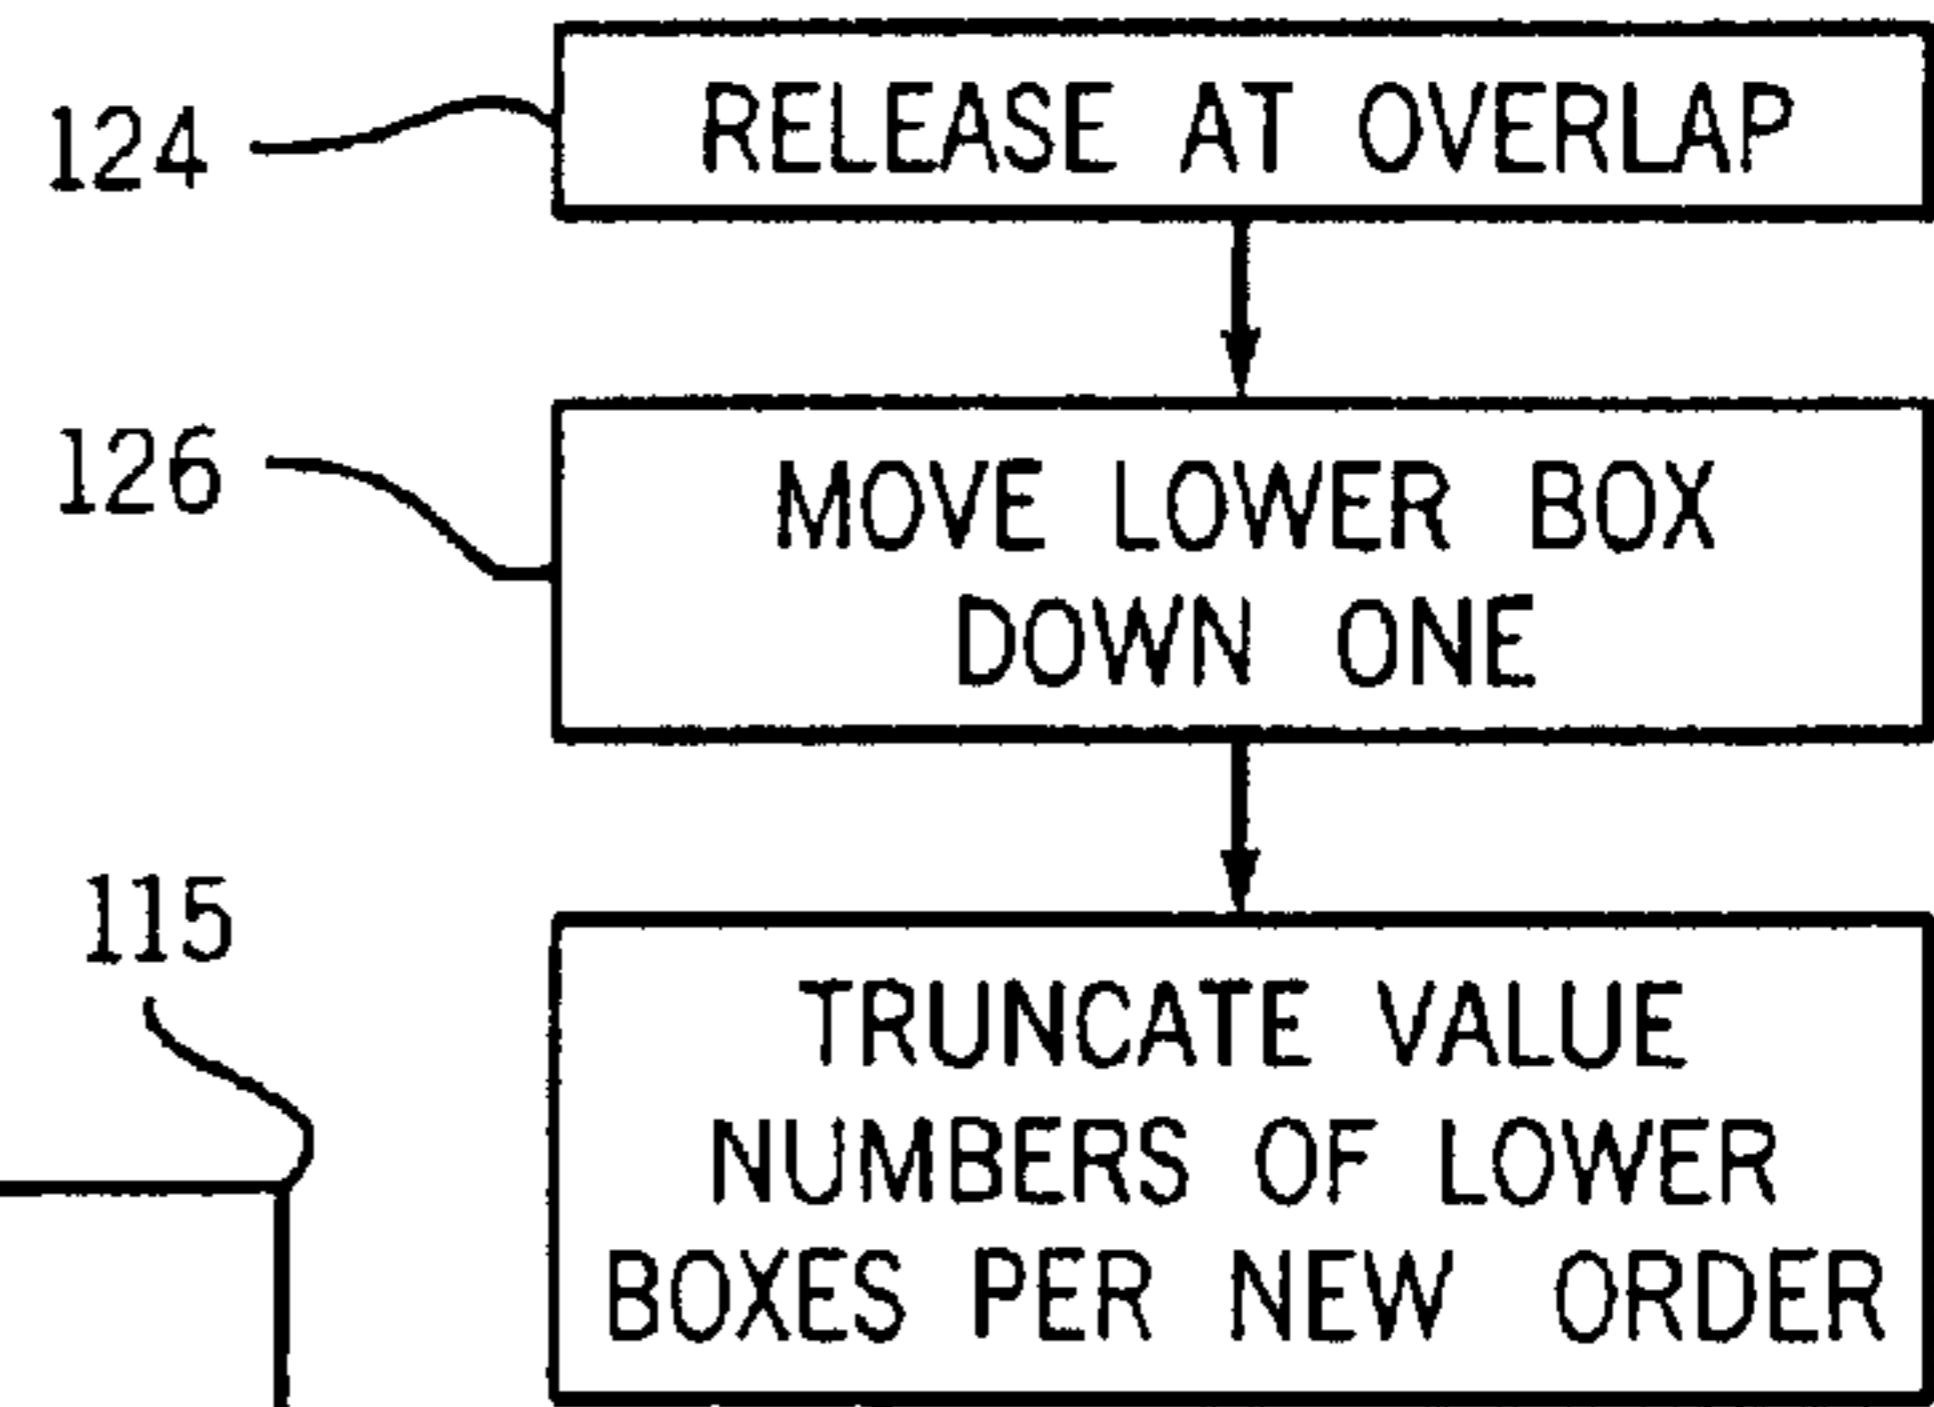 124
RELEASE AT OVERLAP
126
MOVE LOWER BOX
DOWN ONE
115
TRUNCATE VALUE
NUMBERS OF LOWER
BOXES PER NEW ORDER